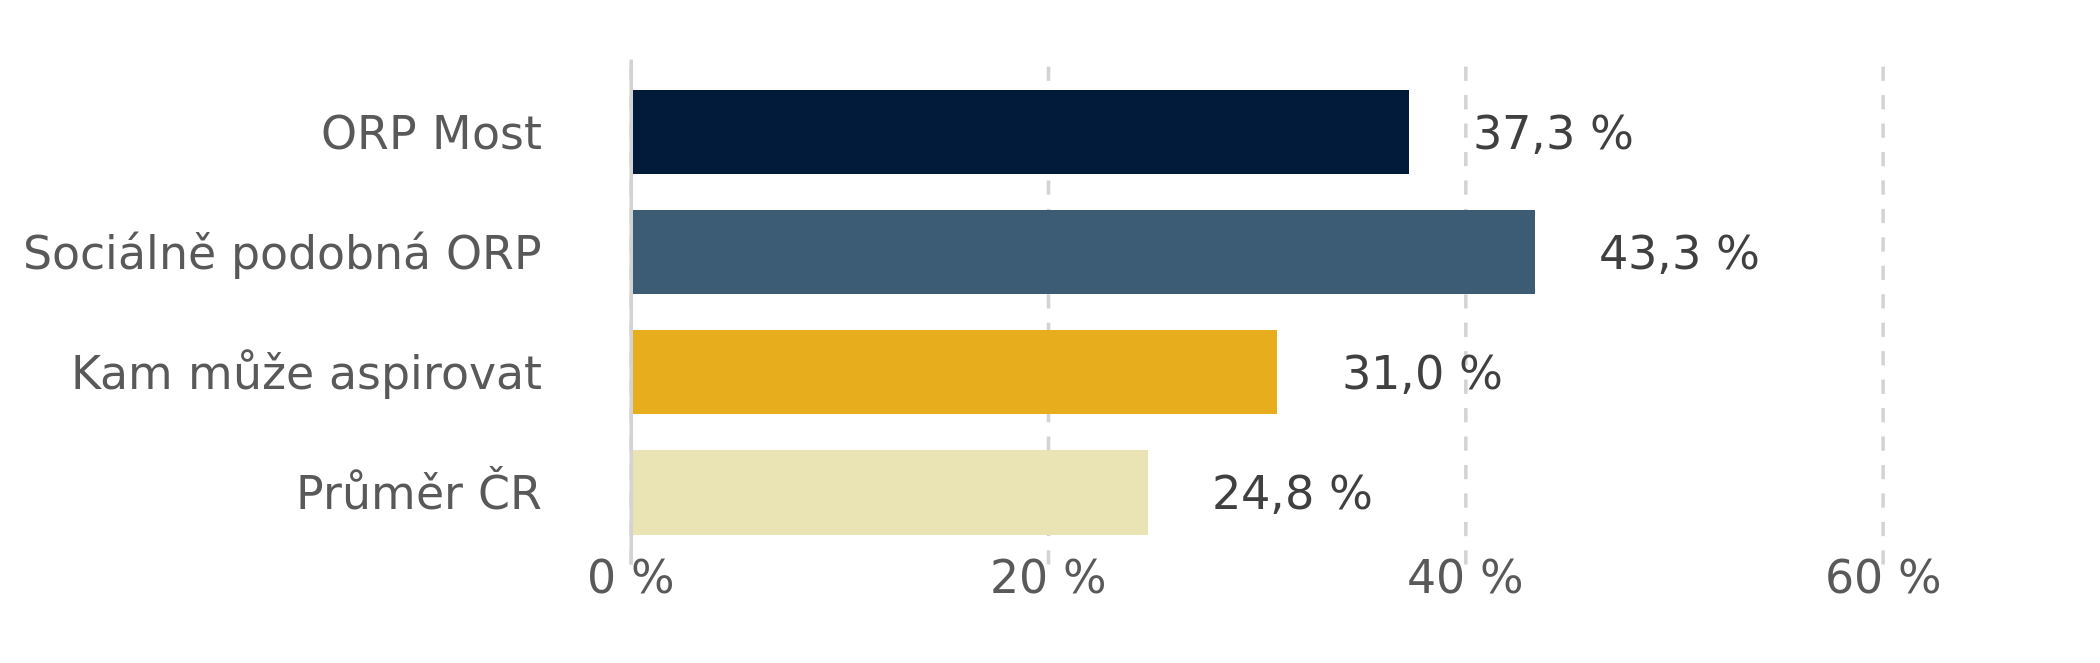 ORP Most 37,3 %
Sociálně podobná ORP 43,3 %
Kam může aspirovat 31,0 %
Průměr ČR 24,8 %
0 % 20 % 40 % 60 %